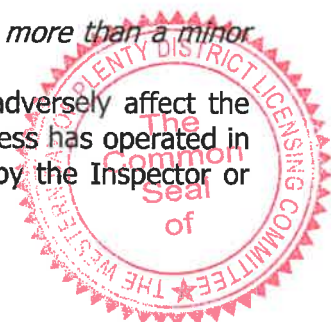 more than a minor
adversely affect the
ess has operated in
by the Inspector or
THE WESTERN BAY OF PLENTY DISTRICT LICENSING COMMITTEE
The
Common
Seal
of